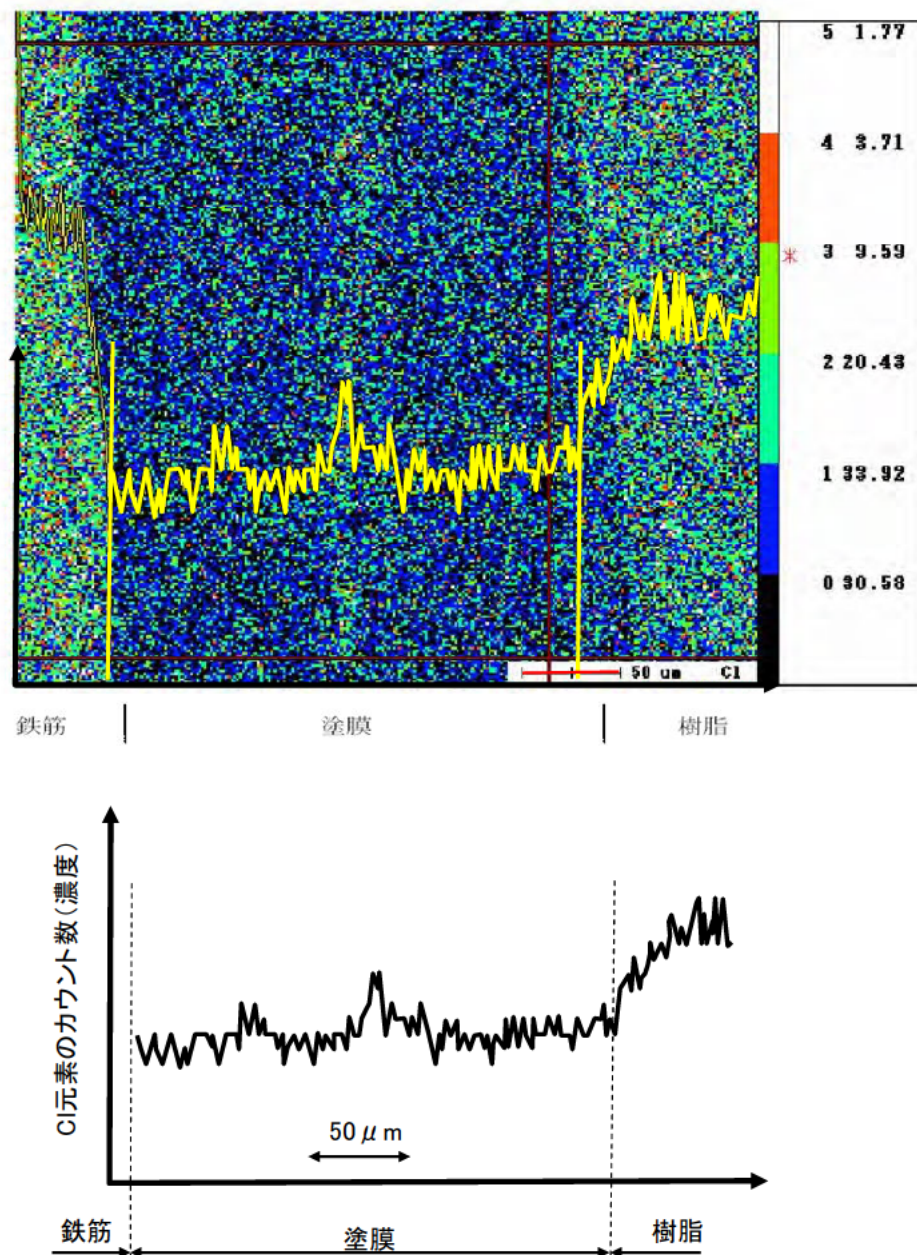 5 1.77
4 3.71
3 9.59
2 20.43
1 33.92
0 30.58
50 um Cl
鉄筋 塗膜 樹脂
Cl元素のカウント数(濃度)
50μm
鉄筋 塗膜 樹脂